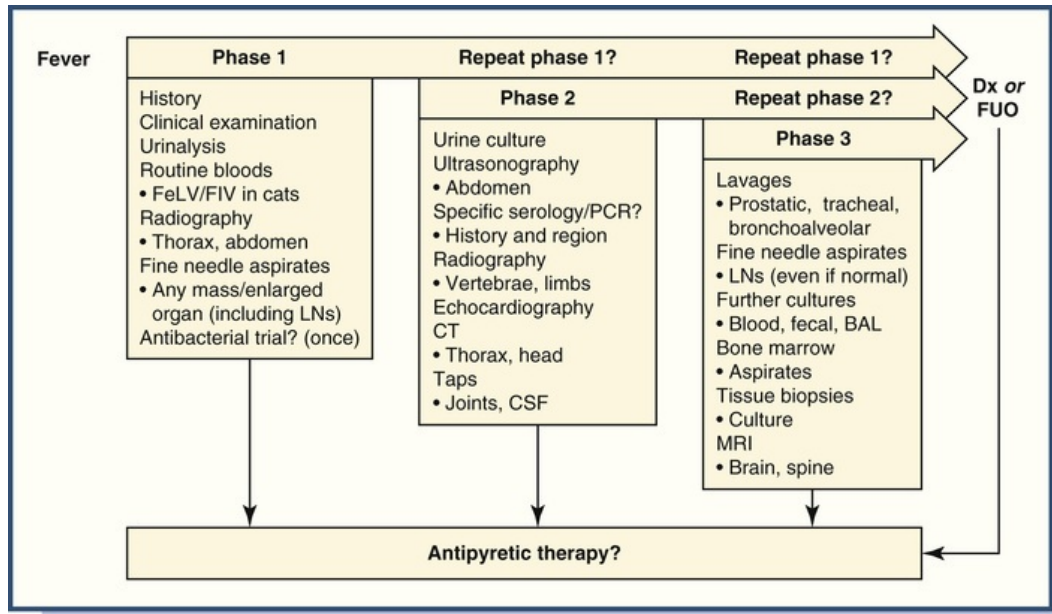 Fever
Phase 1
Repeat phase 1?
Repeat phase 1?
Phase 2
Repeat phase 2?
Phase 3
Dx or
FUO
History
Clinical examination
Urinalysis
Routine bloods
• FeLV/FIV in cats
Radiography
• Thorax, abdomen
Fine needle aspirates
• Any mass/enlarged
organ (including LNs)
Antibacterial trial? (once)
Urine culture
Ultrasonography
• Abdomen
Specific serology/PCR?
• History and region
Radiography
• Vertebrae, limbs
Echocardiography
CT
• Thorax, head
Taps
• Joints, CSF
Lavages
• Prostatic, tracheal,
bronchoalveolar
Fine needle aspirates
• LNs (even if normal)
Further cultures
• Blood, fecal, BAL
Bone marrow
• Aspirates
Tissue biopsies
• Culture
MRI
• Brain, spine
Antipyretic therapy?